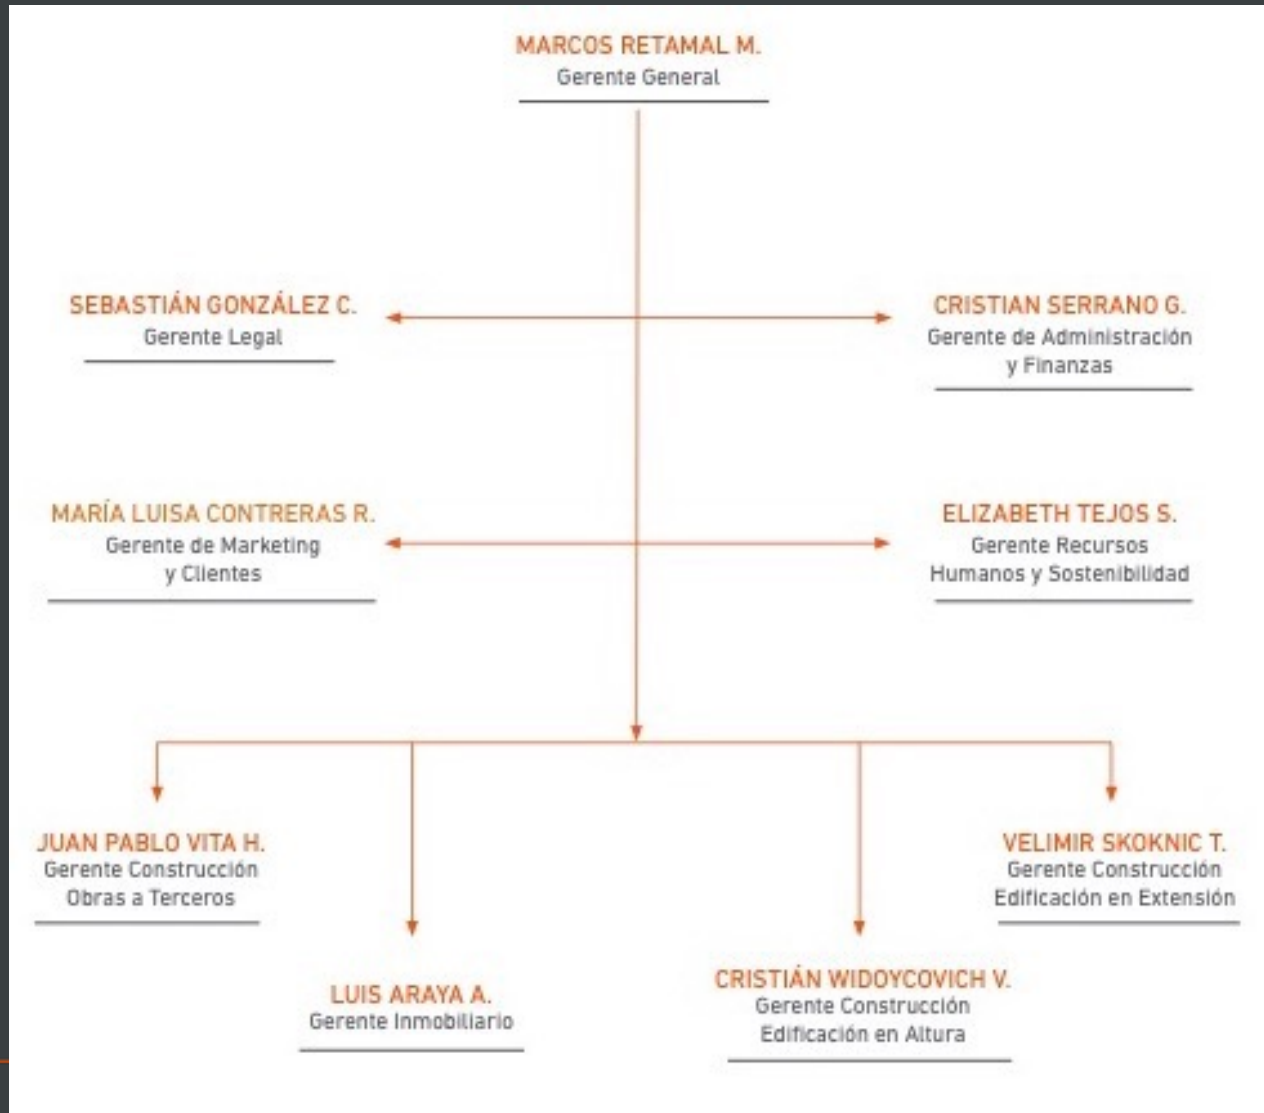 MARCOS RETAMAL M.
Gerente General
SEBASTIÁN GONZÁLEZ C.
Gerente Legal
CRISTIAN SERRANO G.
Gerente de Administración
y Finanzas
MARÍA LUISA CONTRERAS R.
Gerente de Marketing
y Clientes
ELIZABETH TEJOS S.
Gerente Recursos
Humanos y Sostenibilidad
JUAN PABLO VITA H.
Gerente Construcción
Obras a Terceros
LUIS ARAYA A.
Gerente Inmobiliario
CRISTIÁN WIDOYCOVICH V.
Gerente Construcción
Edificación en Altura
VELIMIR SKOKNIC T.
Gerente Construcción
Edificación en Extensión